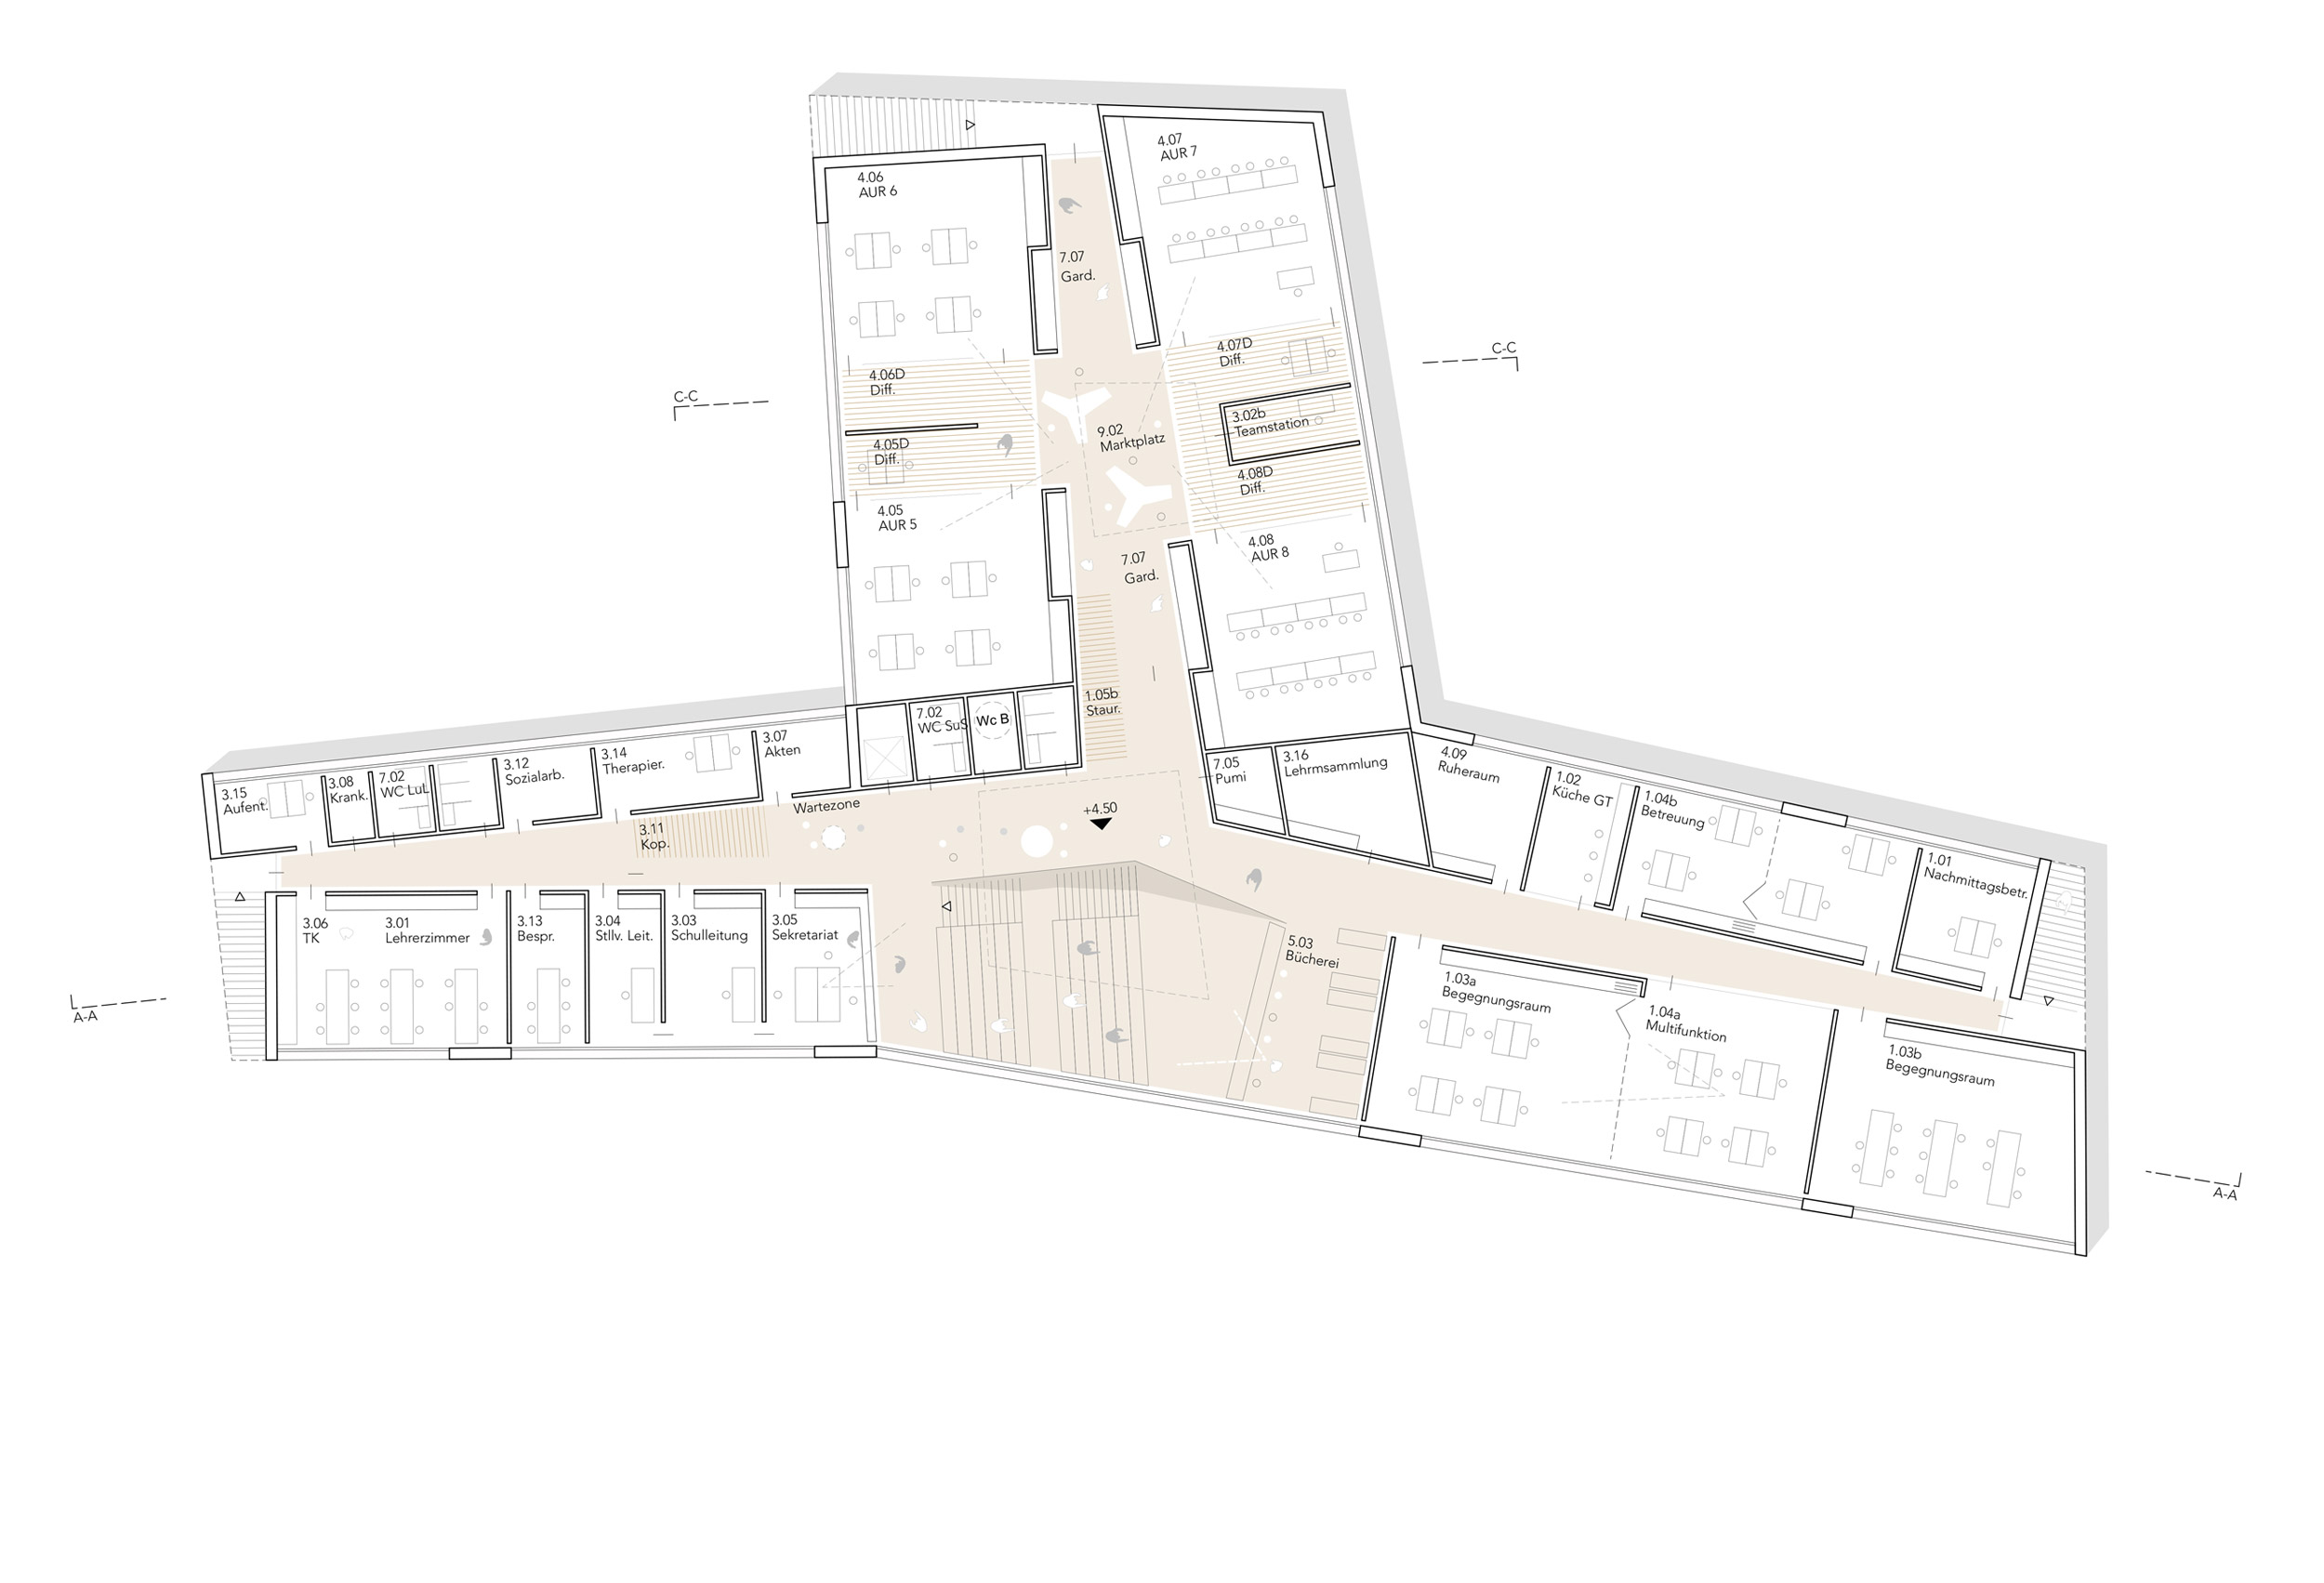 4.07
AUR 7
4.06
AUR 6
7.07
Gard.
C-C
C-C
4.07D
Diff.
4.06D
Diff.
3.02b
Teamstation
9.02
Marktplatz
4.05D
Diff.
4.08D
Diff.
4.05
AUR 5
4.08
AUR 8
7.07
Gard.
1.05b
Staur.
7.02
WC SuS
Wc B
3.07
Akten
3.14
Therapier.
3.12
Sozialarb.
7.02
WC LuL
3.08
Krank.
3.15
Aufent.
7.05
Pumi
3.16
Lehrmsammlung
4.09
Ruheraum
1.02
Küche GT
1.04b
Betreuung
1.01
Nachmittagsbetr.
Wartezone
3.11
Kop.
+4.50
3.06
TK
3.01
Lehrerzimmer
3.13
Bespr.
3.04
Stllv. Leit.
3.03
Schulleitung
3.05
Sekretariat
5.03
Bücherei
1.03a
Begegnungsraum
1.04a
Multifunktion
1.03b
Begegnungsraum
A-A
A-A